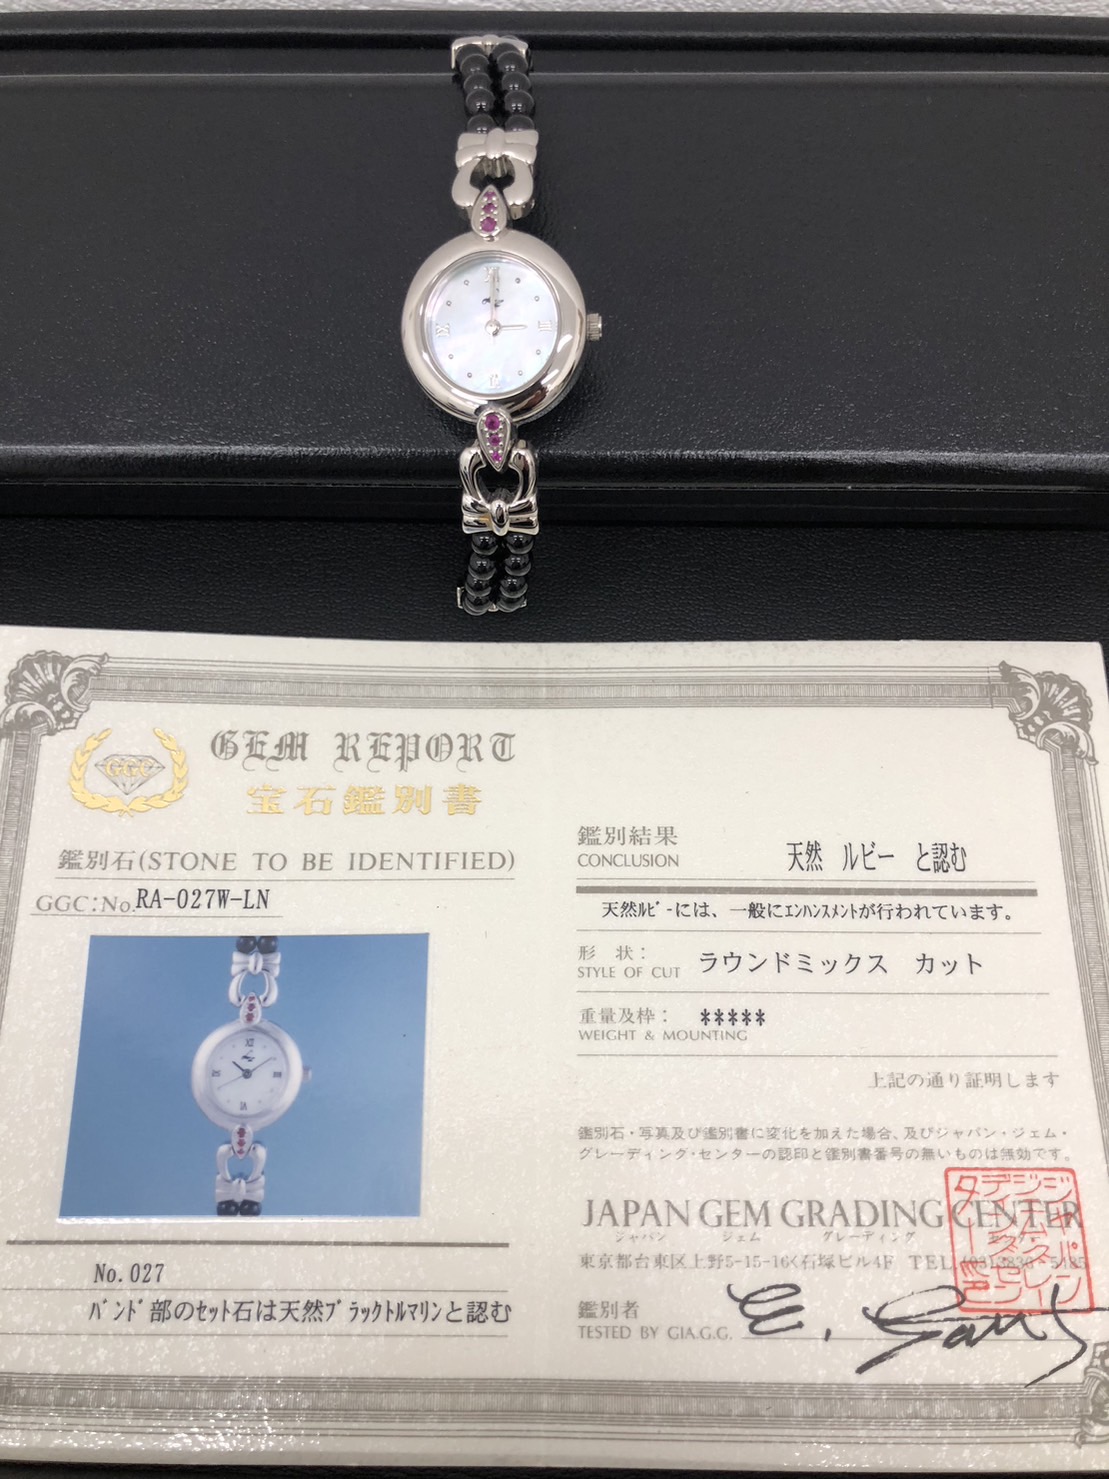 XII
III
IX
GEM REPORT
GGC
宝石鑑別書
鑑別石(STONE TO BE IDENTIFIED)
GGC:No.RA-027W-LN
No.027
ﾊﾞﾝﾄﾞ部のｾｯﾄ石は天然ﾌﾞﾗｯｸﾄﾙﾏﾘﾝと認む
鑑別結果 天然 ルビー と認む
CONCLUSION
天然ﾙﾋﾞｰには、一般にｴﾝﾊﾝｽﾒﾝﾄが行われています。
形 状: ラウンドミックス カット
STYLE OF CUT
重量及枠: *****
WEIGHT & MOUNTING
上記の通り証明します
鑑別石・写真及び鑑別書に変化を加えた場合、及びジャパン・ジェム・
グレーディング・センターの認印と鑑別書番号の無いものは無効です。
JAPAN GEM GRADING CENTER
ジャパン ジェム グレーディング
東京都台東区上野5-15-16<石塚ビル4F TEL (03)3836-5185
鑑別者
TESTED BY GIA.G.G.